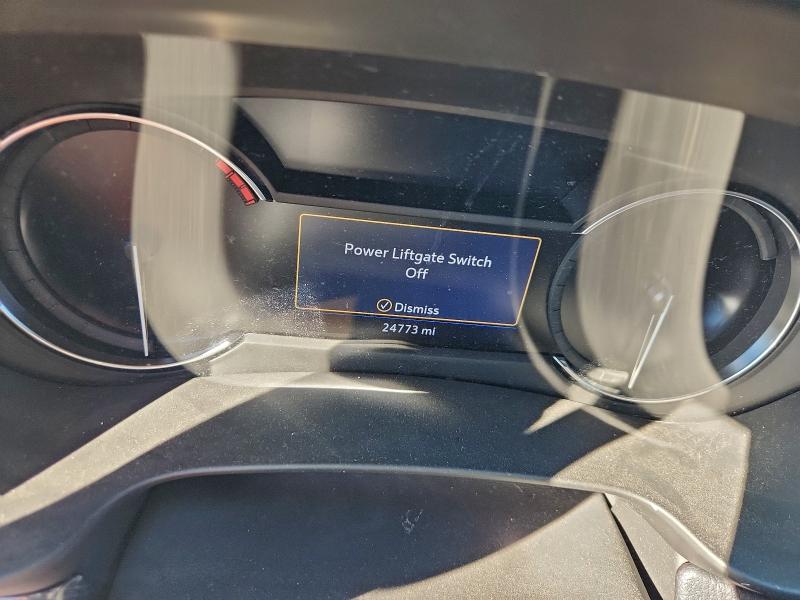 Power Liftgate Switch
Off
Dismiss
24773 mi